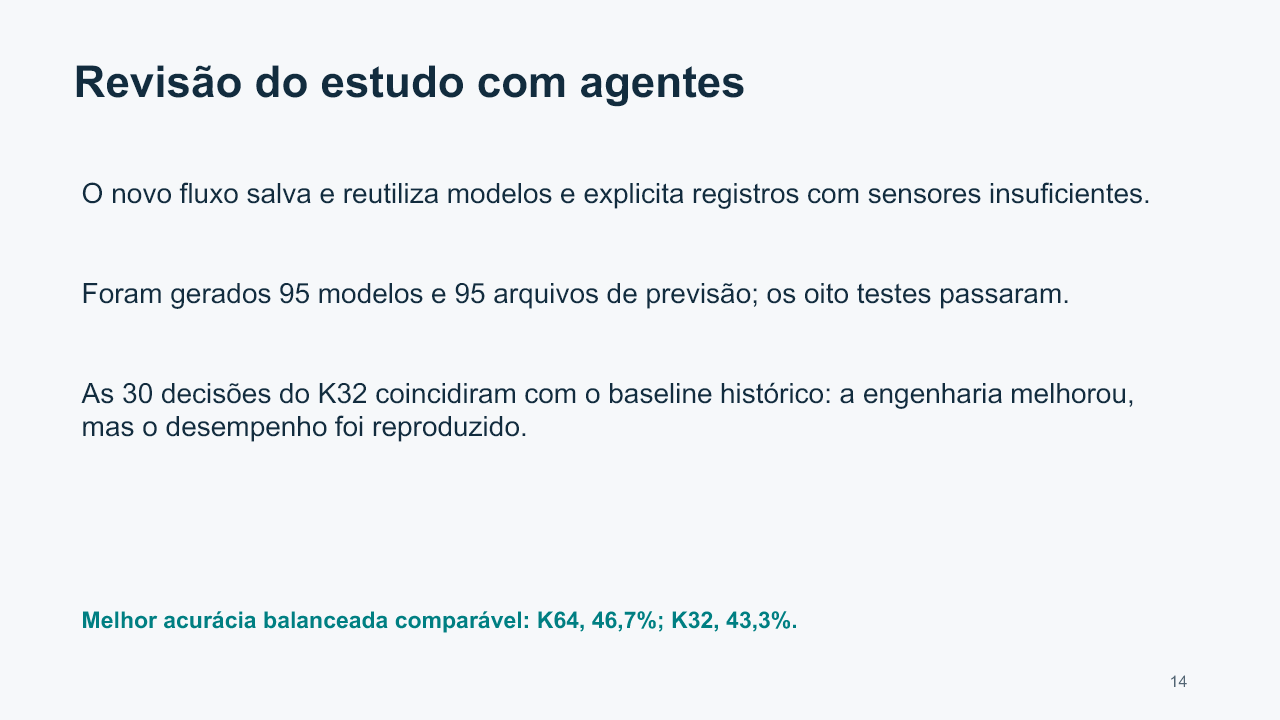 Revisão do estudo com agentes
O novo fluxo salva e reutiliza modelos e explicita registros com sensores insuficientes.
Foram gerados 95 modelos e 95 arquivos de previsão; os oito testes passaram.
As 30 decisões do K32 coincidiram com o baseline histórico: a engenharia melhorou,
mas o desempenho foi reproduzido.
Melhor acurácia balanceada comparável: K64, 46,7%; K32, 43,3%.
14